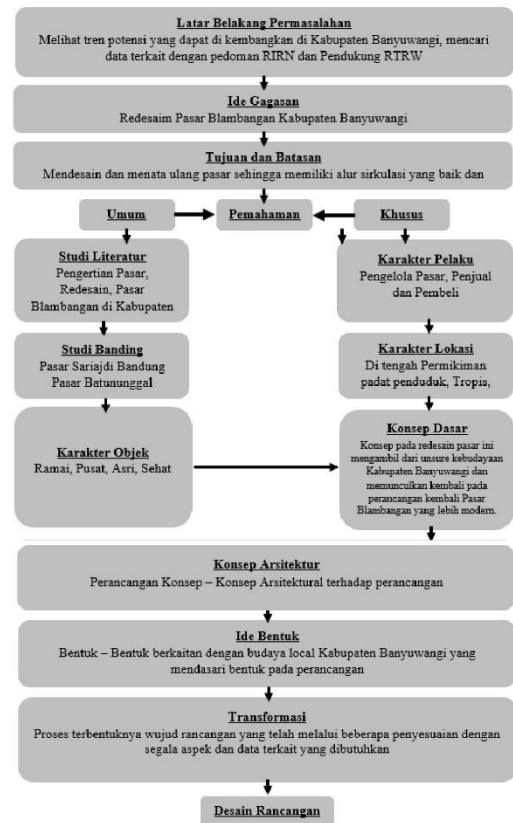 Latar Belakang Permasalahan
Melihat tren potensi yang dapat di kembangkan di Kabupaten Banyuwangi, mencari
data terkait dengan pedoman RIRN dan Pendukung RTRW
Ide Gagasan
Redesaim Pasar Blambangan Kabupaten Banyuwangi
Tujuan dan Batasan
Mendesain dan menata ulang pasar sehingga memiliki alur sirkulasi yang baik dan
Umum
Pemahaman
Khusus
Studi Literatur
Pengertian Pasar,
Redesain, Pasar
Blambangan di Kabupaten
Studi Banding
Pasar Sariajdi Bandung
Pasar Batununggal
Karakter Objek
Ramai, Pusat, Asri, Sehat
Karakter Pelaku
Pengelola Pasar, Penjual
dan Pembeli
Karakter Lokasi
Di tengah Permikiman
padat penduduk, Tropis,
Konsep Dasar
Konsep pada redesain pasar ini
mengambil dari unsure kebudayaan
Kabupaten Banyuwangi dan
memunculkan kembali pada
perancangan kembali Pasar
Blambangan yang lebih modern.
Konsep Arsitektur
Perancangan Konsep – Konsep Arsitektural terhadap perancangan
Ide Bentuk
Bentuk – Bentuk berkaitan dengan budaya local Kabupaten Banyuwangi yang
mendasari bentuk pada perancangan
Transformasi
Proses terbentuknya wujud rancangan yang telah melalui beberapa penyesuaian dengan
segala aspek dan data terkait yang dibutuhkan
Desain Rancangan